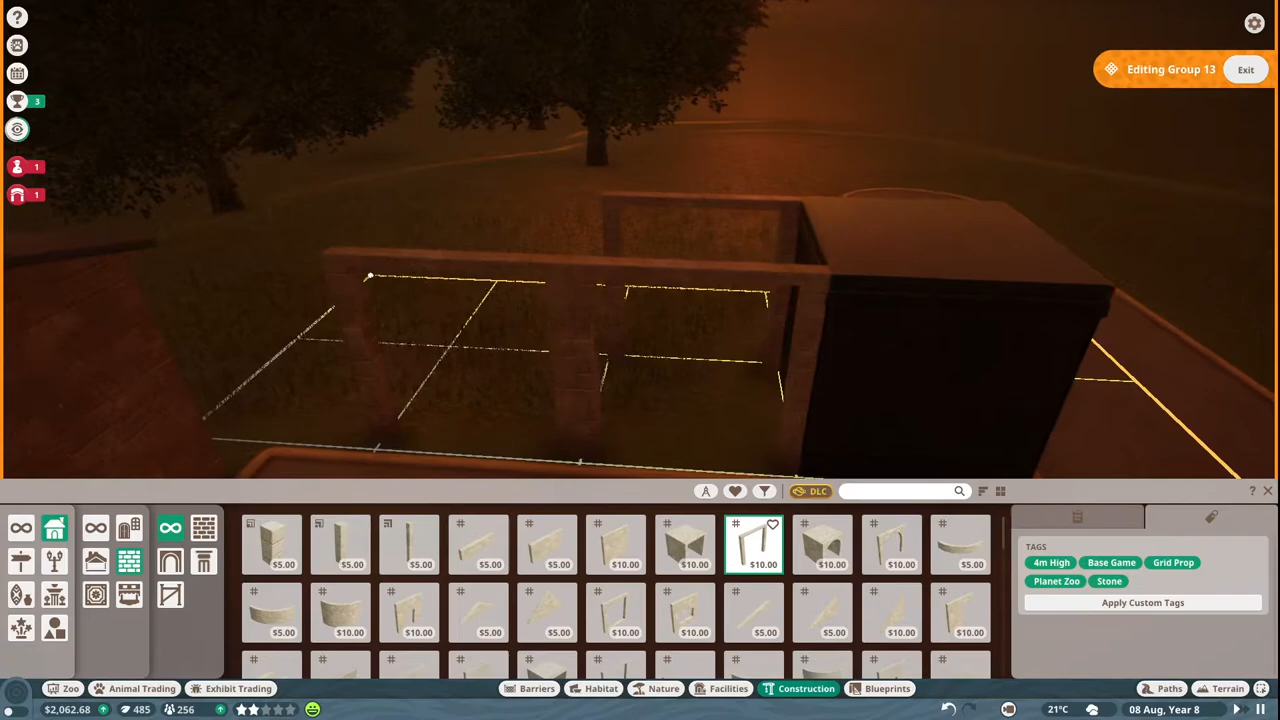 ?
Editing Group 13
Exit
3
1
1
DLC
?
$5.00
$5.00
$5.00
$5.00
$5.00
$10.00
$10.00
$10.00
$10.00
$10.00
$5.00
$5.00
$10.00
$10.00
$5.00
$5.00
$10.00
$10.00
$5.00
$5.00
$10.00
$10.00
TAGS
4m High
Base Game
Grid Prop
Planet Zoo
Stone
Apply Custom Tags
Zoo
Animal Trading
Exhibit Trading
Barriers
Habitat
Nature
Facilities
Construction
Blueprints
Paths
Terrain
$2,062.68
485
256
21°C
08 Aug, Year 8